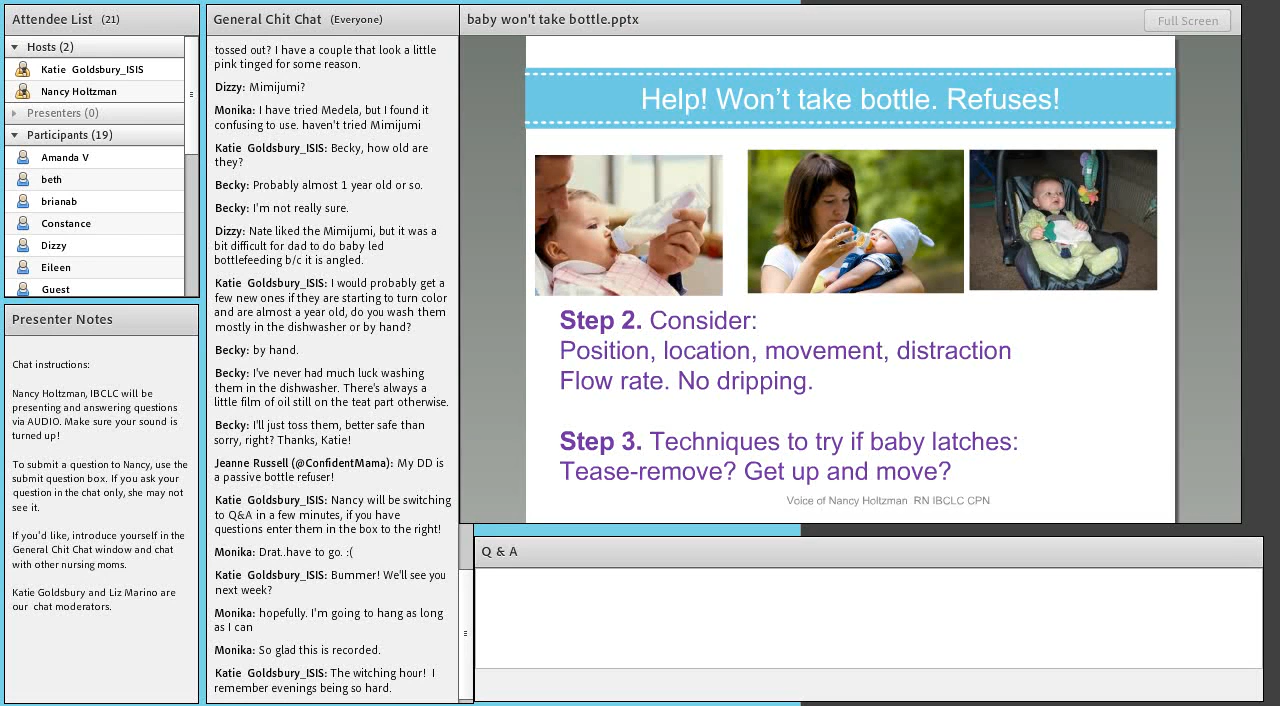 Attendee List (21)
Hosts (2)
Katie Goldsbury_ISIS
Nancy Holtzman
Presenters (0)
Participants (19)
Amanda V
beth
brianab
Constance
Dizzy
Eileen
Guest
Presenter Notes
Chat instructions:
Nancy Holtzman, IBCLC will be
presenting and answering questions
via AUDIO. Make sure your sound is
turned up!
To submit a question to Nancy, use the
submit question box. If you ask your
question in the chat only, she may not
see it.
If you'd like, introduce yourself in the
General Chit Chat window and chat
with other nursing moms.
Katie Goldsbury and Liz Marino are
our chat moderators.
General Chit Chat (Everyone)
tossed out? I have a couple that look a little
pink tinged for some reason.
Dizzy: Mimijumi?
Monika: I have tried Medela, but I found it
confusing to use. haven't tried Mimijumi
Katie Goldsbury_ISIS: Becky, how old are
they?
Becky: Probably almost 1 year old or so.
Becky: I'm not really sure.
Dizzy: Nate liked the Mimijumi, but it was a
bit difficult for dad to do baby led
bottlefeeding b/c it is angled.
Katie Goldsbury_ISIS: I would probably get a
few new ones if they are starting to turn color
and are almost a year old, do you wash them
mostly in the dishwasher or by hand?
Becky: by hand.
Becky: I've never had much luck washing
them in the dishwasher. There's always a
little film of oil still on the teat part otherwise.
Becky: I'll just toss them, better safe than
sorry, right? Thanks, Katie!
Jeanne Russell (@ConfidentMama): My DD is
a passive bottle refuser!
Katie Goldsbury_ISIS: Nancy will be switching
to Q&A in a few minutes, if you have
questions enter them in the box to the right!
Monika: Drat..have to go. :(
Katie Goldsbury_ISIS: Bummer! We'll see you
next week?
Monika: hopefully. I'm going to hang as long
as I can
Monika: So glad this is recorded.
Katie Goldsbury_ISIS: The witching hour! I
remember evenings being so hard.
baby won't take bottle.pptx
Full Screen
Help! Won't take bottle. Refuses!
Step 2. Consider:
Position, location, movement, distraction
Flow rate. No dripping.
Step 3. Techniques to try if baby latches:
Tease-remove? Get up and move?
Voice of Nancy Holtzman RN IBCLC CPN
Q & A